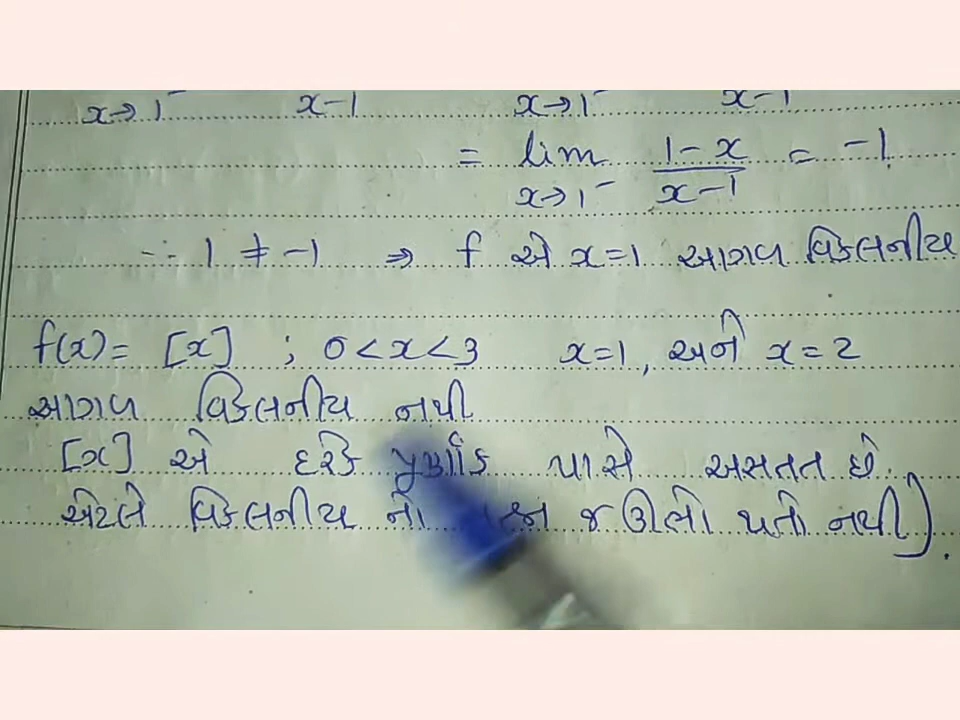 x→1⁻ x-1 x→1⁻ x-1
= lim 1-x / x-1 = -1
x→1⁻
∴ 1 ≠ -1 ⇒ f એ x=1 આગળ વિકલનીય
f(x) = [x] ; 0<x<3 x=1, અને x=2
આગળ વિકલનીય નથી
[x] એ દરેક પૂર્ણાંક પાસે અસતત છે.
એટલે વિકલનીય નો જ ઊભો થતો નથી).